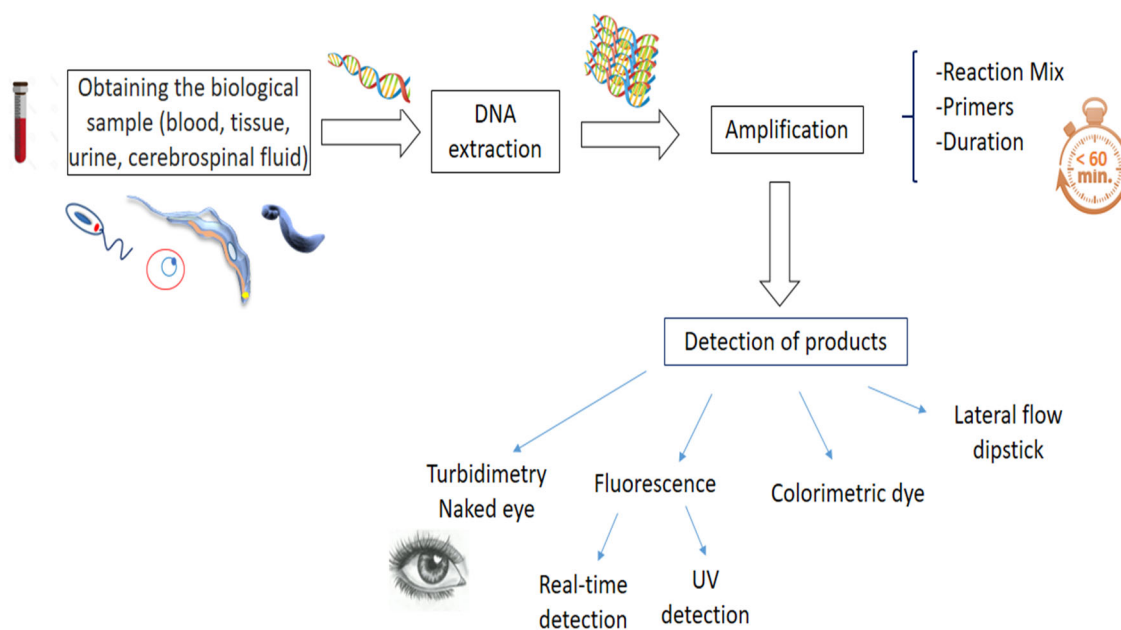 Obtaining the biological
sample (blood, tissue,
urine, cerebrospinal fluid)
DNA
extraction
Amplification
-Reaction Mix
-Primers
-Duration
< 60
min.
Detection of products
Turbidimetry
Naked eye
Fluorescence
Colorimetric dye
Lateral flow
dipstick
Real-time
detection
UV
detection